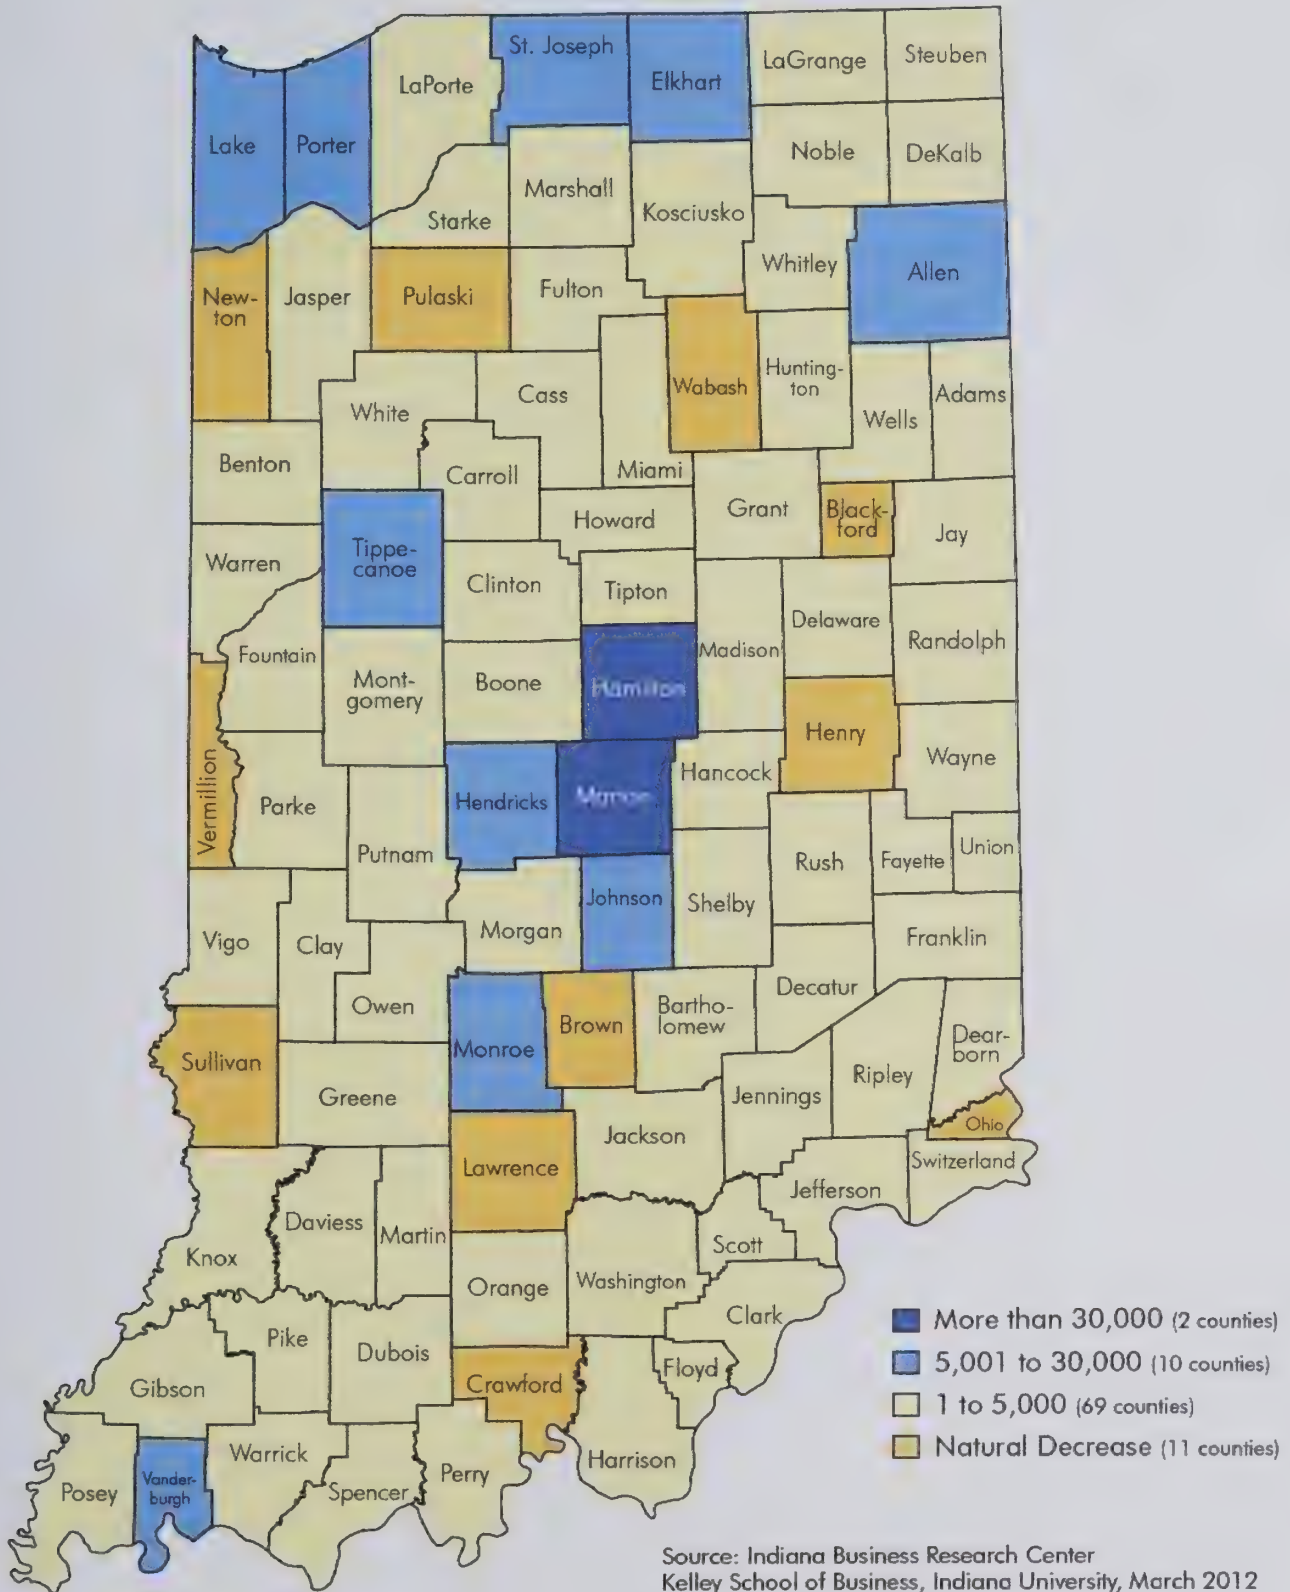 St. Joseph
Elkhart
LaGrange
Steuben
LaPorte
Lake
Porter
Noble
DeKalb
Marshall
Kosciusko
Starke
Whitley
Allen
New-
ton
Jasper
Pulaski
Fulton
Wabash
Hunting-
ton
Adams
White
Cass
Wells
Benton
Carroll
Miami
Grant
Black-
ford
Howard
Jay
Warren
Tippe-
canoe
Clinton
Tipton
Delaware
Randolph
Fountain
Mont-
gomery
Boone
Hamilton
Madison
Henry
Wayne
Vermillion
Parke
Putnam
Hendricks
Marion
Hancock
Rush
Fayette
Union
Johnson
Shelby
Vigo
Clay
Morgan
Franklin
Owen
Decatur
Brown
Bartho-
lomew
Monroe
Dear-
born
Sullivan
Greene
Jennings
Ripley
Jackson
Ohio
Lawrence
Switzerland
Jefferson
Daviess
Martin
Scott
Knox
Orange
Washington
Clark
Pike
Dubois
Floyd
Gibson
Crawford
Warrick
Perry
Harrison
Posey
Vander-
burgh
Spencer
More than 30,000 (2 counties)
5,001 to 30,000 (10 counties)
1 to 5,000 (69 counties)
Natural Decrease (11 counties)
Source: Indiana Business Research Center
Kelley School of Business, Indiana University, March 2012